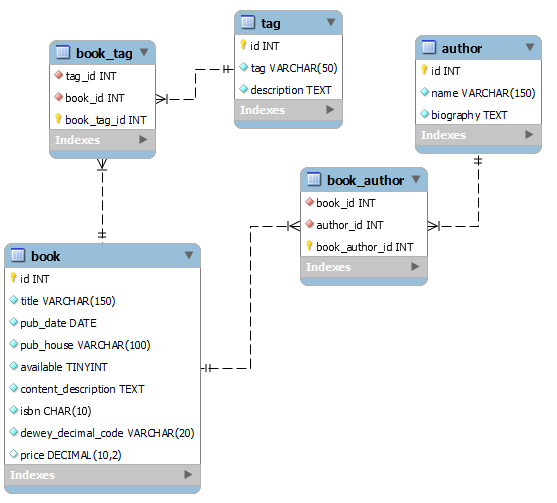 tag
id INT
tag VARCHAR(50)
description TEXT
Indexes
book_tag
tag_id INT
book_id INT
book_tag_id INT
Indexes
author
id INT
name VARCHAR(150)
biography TEXT
Indexes
book_author
book_id INT
author_id INT
book_author_id INT
Indexes
book
id INT
title VARCHAR(150)
pub_date DATE
pub_house VARCHAR(100)
available TINYINT
content_description TEXT
isbn CHAR(10)
dewey_decimal_code VARCHAR(20)
price DECIMAL(10,2)
Indexes